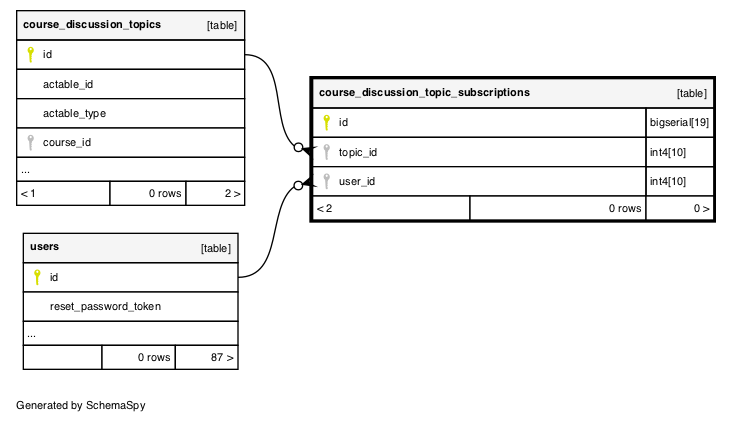 course_discussion_topics [table]
id
actable_id
actable_type
course_id
...
< 1 0 rows 2 >
course_discussion_topic_subscriptions [table]
id bigserial[19]
topic_id int4[10]
user_id int4[10]
< 2 0 rows 0 >
users [table]
id
reset_password_token
...
0 rows 87 >
Generated by SchemaSpy